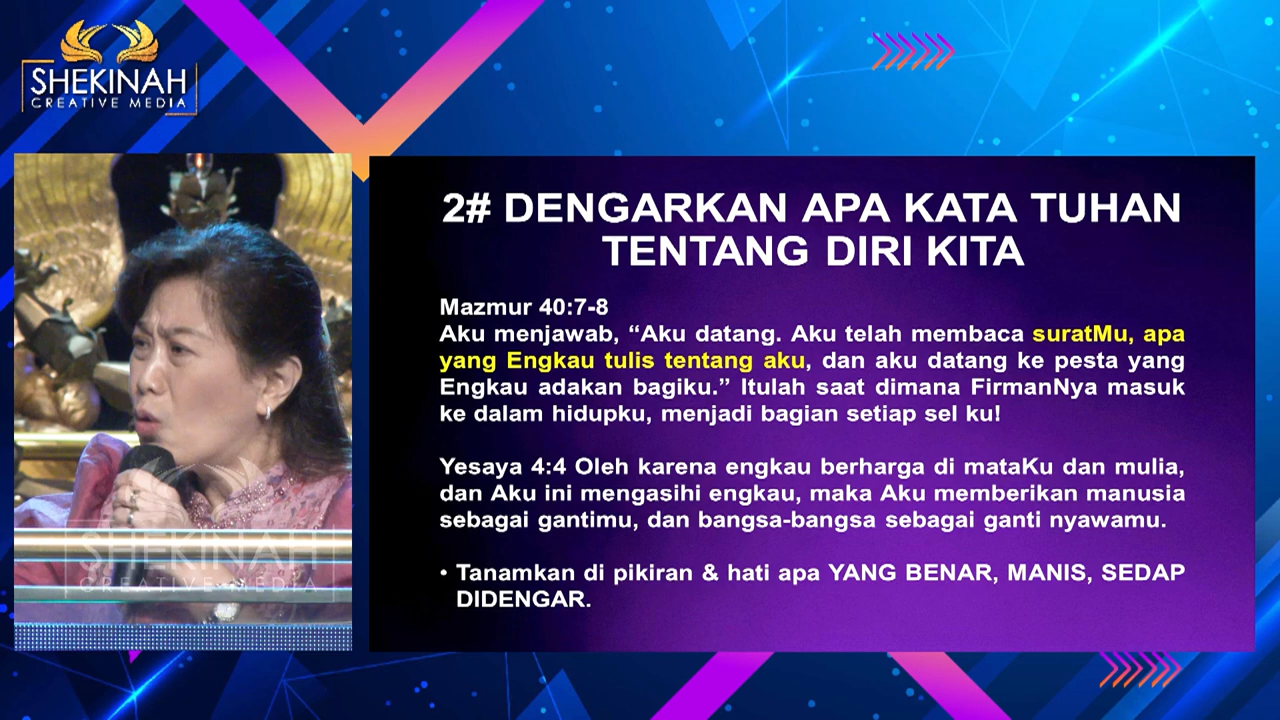 SHEKINAH
CREATIVE MEDIA
2# DENGARKAN APA KATA TUHAN
TENTANG DIRI KITA
Mazmur 40:7-8
Aku menjawab, “Aku datang. Aku telah membaca suratMu, apa
yang Engkau tulis tentang aku, dan aku datang ke pesta yang
Engkau adakan bagiku.” Itulah saat dimana FirmanNya masuk
ke dalam hidupku, menjadi bagian setiap sel ku!
Yesaya 4:4 Oleh karena engkau berharga di mataKu dan mulia,
dan Aku ini mengasihi engkau, maka Aku memberikan manusia
sebagai gantimu, dan bangsa-bangsa sebagai ganti nyawamu.
• Tanamkan di pikiran & hati apa YANG BENAR, MANIS, SEDAP
DIDENGAR.
SHEKINAH
CREATIVE MEDIA